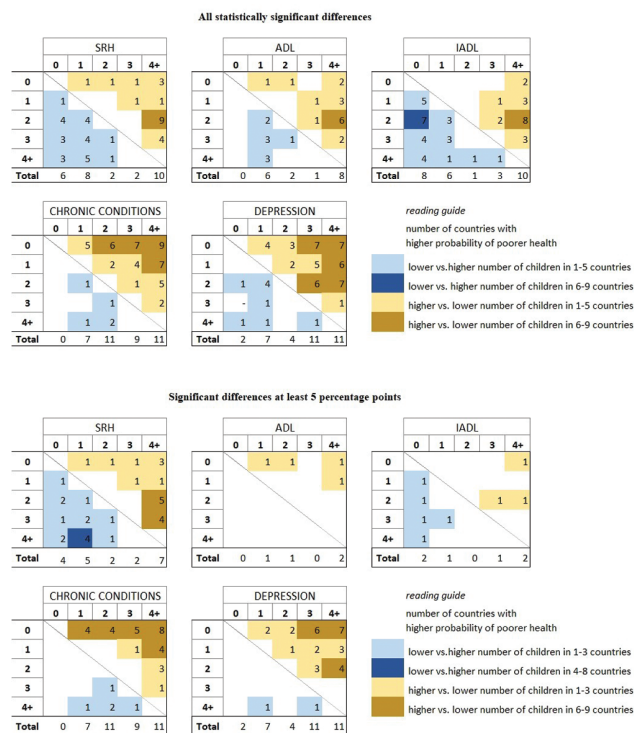 All statistically significant differences
SRH
0 1 2 3 4+
0 1 1 1 3
1 1 1 1
2 4 4 9
3 3 4 1 4
4+ 3 5 1
Total 6 8 2 2 10
ADL
0 1 2 3 4+
0 1 1 2
1 1 3
2 2 1 6
3 3 1 2
4+ 3
Total 0 6 2 1 8
IADL
0 1 2 3 4+
0 2
1 5 1 3
2 7 3 2 8
3 4 3 3
4+ 4 1 1 1
Total 8 6 1 3 10
CHRONIC CONDITIONS
0 1 2 3 4+
0 5 6 7 9
1 2 4 7
2 1 1 5
3 1 2
4+ 1 2
Total 0 7 11 9 11
DEPRESSION
0 1 2 3 4+
0 4 3 7 7
1 2 5 6
2 1 4 6 7
3 - 1 1
4+ 1 1 1
Total 2 7 4 11 11
reading guide
number of countries with
higher probability of poorer health
lower vs.higher number of children in 1-5 countries
lower vs. higher number of children in 6-9 countries
higher vs. lower number of children in 1-5 countries
higher vs. lower number of children in 6-9 countries
Significant differences at least 5 percentage points
SRH
0 1 2 3 4+
0 1 1 1 3
1 1 1 1
2 2 1 5
3 1 2 1 4
4+ 2 4 1
Total 4 5 2 2 7
ADL
0 1 2 3 4+
0 1 1 1
1 1
2
3
4+
Total 0 1 1 0 2
IADL
0 1 2 3 4+
0 1
1 1
2 1 1 1
3 1 1
4+ 1
Total 2 1 0 1 2
CHRONIC CONDITIONS
0 1 2 3 4+
0 4 4 5 8
1 1 4
2 3
3 1 1
4+ 1 2 1
Total 0 7 11 9 11
DEPRESSION
0 1 2 3 4+
0 2 2 6 7
1 1 2 3
2 2 4
3
4+ 1 1
Total 2 7 4 11 11
reading guide
number of countries with
higher probability of poorer health
lower vs.higher number of children in 1-3 countries
lower vs.higher number of children in 4-8 countries
higher vs. lower number of children in 1-3 countries
higher vs. lower number of children in 6-9 countries